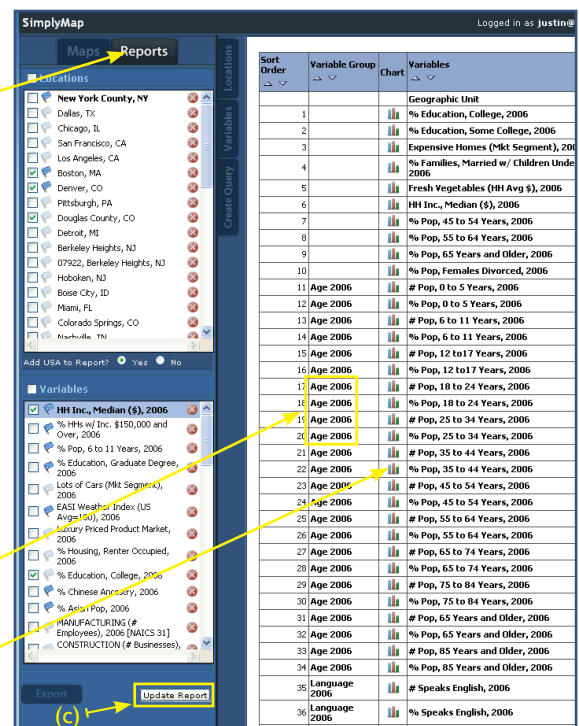 SimplyMap
Logged in as justin@
Maps
Reports
Locations
New York County, NY
Dallas, TX
Chicago, IL
San Francisco, CA
Los Angeles, CA
Boston, MA
Denver, CO
Pittsburgh, PA
Douglas County, CO
Detroit, MI
Berkeley Heights, NJ
07922, Berkeley Heights, NJ
Hoboken, NJ
Boise City, ID
Miami, FL
Colorado Springs, CO
Nashville, TN
Add USA to Report? Yes No
Variables
HH Inc., Median ($), 2006
% HHs w/ Inc. $150,000 and
Over, 2006
% Pop, 6 to 11 Years, 2006
% Education, Graduate Degree,
2006
Lots of Cars (Mkt Segment),
2006
EASI Weather Index (US
Avg=100), 2006
Luxury Priced Product Market,
2006
% Housing, Renter Occupied,
2006
% Education, College, 2006
% Chinese Ancestry, 2006
% Asian Pop, 2006
MANUFACTURING (#
Employees), 2006 [NAICS 31]
CONSTRUCTION (# Businesses),
Export
Update Report
(c)
Locations
Variables
Create Query
Sort
Order
Variable Group
Chart
Variables
Geographic Unit
1 % Education, College, 2006
2 % Education, Some College, 2006
3 Expensive Homes (Mkt Segment), 200
4 % Families, Married w/ Children Unde
2006
5 Fresh Vegetables (HH Avg $), 2006
6 HH Inc., Median ($), 2006
7 % Pop, 45 to 54 Years, 2006
8 % Pop, 55 to 64 Years, 2006
9 % Pop, 65 Years and Older, 2006
10 % Pop, Females Divorced, 2006
11 Age 2006 # Pop, 0 to 5 Years, 2006
12 Age 2006 % Pop, 0 to 5 Years, 2006
13 Age 2006 # Pop, 6 to 11 Years, 2006
14 Age 2006 % Pop, 6 to 11 Years, 2006
15 Age 2006 # Pop, 12 to17 Years, 2006
16 Age 2006 % Pop, 12 to17 Years, 2006
17 Age 2006 # Pop, 18 to 24 Years, 2006
18 Age 2006 % Pop, 18 to 24 Years, 2006
19 Age 2006 # Pop, 25 to 34 Years, 2006
20 Age 2006 % Pop, 25 to 34 Years, 2006
21 Age 2006 # Pop, 35 to 44 Years, 2006
22 Age 2006 % Pop, 35 to 44 Years, 2006
23 Age 2006 # Pop, 45 to 54 Years, 2006
24 Age 2006 % Pop, 45 to 54 Years, 2006
25 Age 2006 # Pop, 55 to 64 Years, 2006
26 Age 2006 % Pop, 55 to 64 Years, 2006
27 Age 2006 # Pop, 65 to 74 Years, 2006
28 Age 2006 % Pop, 65 to 74 Years, 2006
29 Age 2006 # Pop, 75 to 84 Years, 2006
30 Age 2006 % Pop, 75 to 84 Years, 2006
31 Age 2006 # Pop, 65 Years and Older, 2006
32 Age 2006 % Pop, 65 Years and Older, 2006
33 Age 2006 # Pop, 85 Years and Older, 2006
34 Age 2006 % Pop, 85 Years and Older, 2006
35 Language
2006 # Speaks English, 2006
36 Language
2006 % Speaks English, 2006